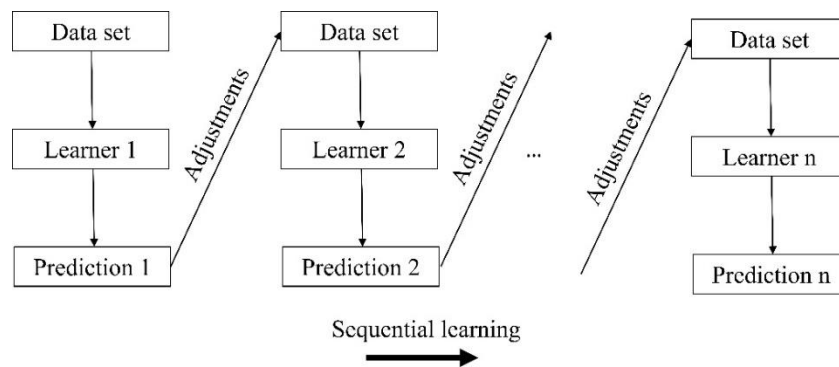 Data set
Learner 1
Prediction 1
Adjustments
Data set
Learner 2
Prediction 2
Adjustments
...
Adjustments
Data set
Learner n
Prediction n
Sequential learning